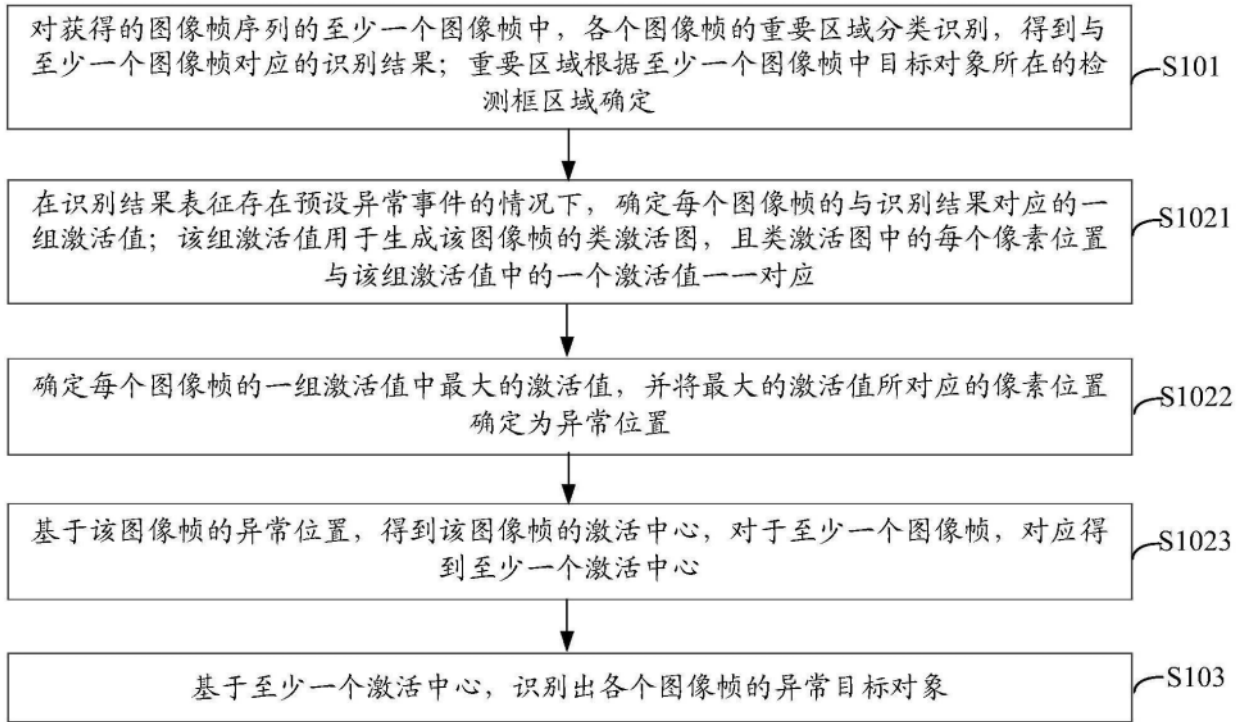 对获得的图像帧序列的至少一个图像帧中，各个图像帧的重要区域分类识别，得到与
至少一个图像帧对应的识别结果；重要区域根据至少一个图像帧中目标对象所在的检
测框区域确定
S101
在识别结果表征存在预设异常事件的情况下，确定每个图像帧的与识别结果对应的一
组激活值；该组激活值用于生成该图像帧的类激活图，且类激活图中的每个像素位置
与该组激活值中的一个激活值一一对应
S1021
确定每个图像帧的一组激活值中最大的激活值，并将最大的激活值所对应的像素位置
确定为异常位置
S1022
基于该图像帧的异常位置，得到该图像帧的激活中心，对于至少一个图像帧，对应得
到至少一个激活中心
S1023
基于至少一个激活中心，识别出各个图像帧的异常目标对象
S103